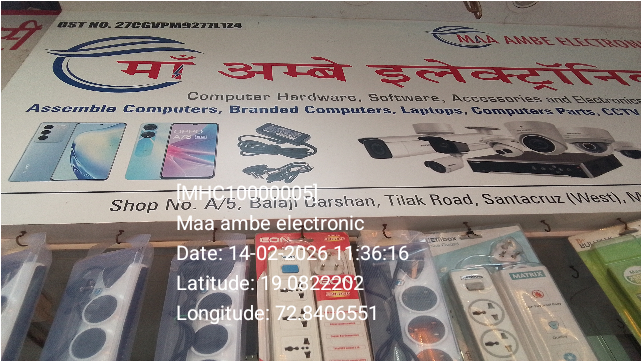 GST NO. 27CGVPM9277L1Z4
MAA AMBE ELECTRON
माँ अम्बे इलेक्ट्रॉनि
Computer Hardware, Software, Accessories and Electronic
Assemble Computers, Branded Computers, Laptops, Computers Parts, CCTV
Shop No. A/5. Balaji Darshan, Tilak Road, Santacruz (West), M
[MHC10000005]
Maa ambe electronic
Date: 14-02-2026 11:36:16
Latitude: 19.0822202
Longitude: 72.8406551
MATRIZ